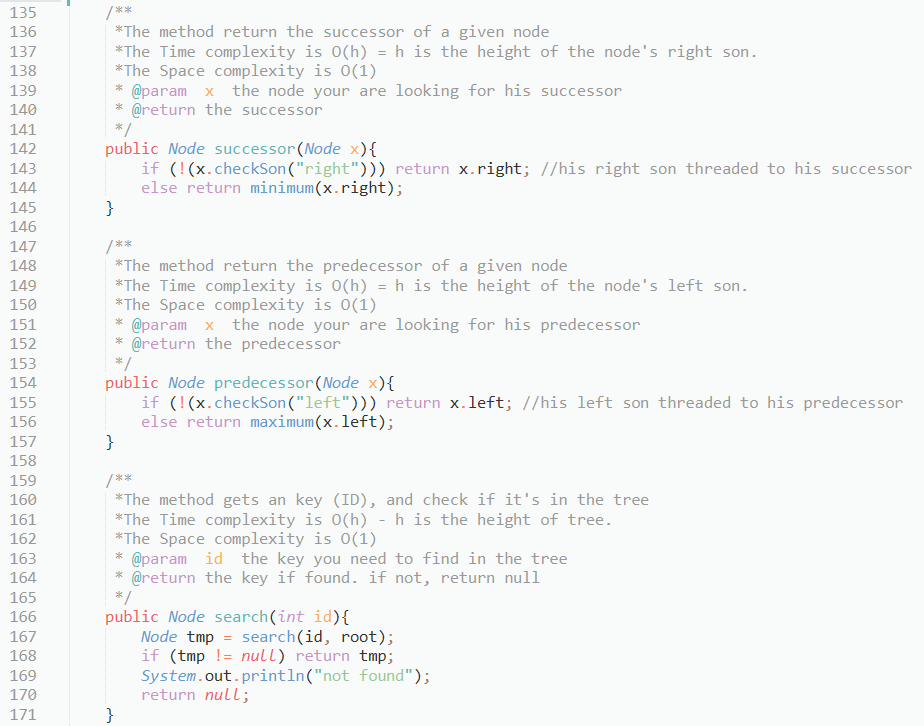 135    /**
136     *The method return the successor of a given node
137     *The Time complexity is O(h) = h is the height of the node's right son.
138     *The Space complexity is O(1)
139     * @param  x  the node your are looking for his successor
140     * @return the successor
141     */
142    public Node successor(Node x){
143        if (!(x.checkSon("right"))) return x.right; //his right son threaded to his successor
144        else return minimum(x.right);
145    }
146
147    /**
148     *The method return the predecessor of a given node
149     *The Time complexity is O(h) = h is the height of the node's left son.
150     *The Space complexity is O(1)
151     * @param  x  the node your are looking for his predecessor
152     * @return the predecessor
153     */
154    public Node predecessor(Node x){
155        if (!(x.checkSon("left"))) return x.left; //his left son threaded to his predecessor
156        else return maximum(x.left);
157    }
158
159    /**
160     *The method gets an key (ID), and check if it's in the tree
161     *The Time complexity is O(h) - h is the height of tree.
162     *The Space complexity is O(1)
163     * @param  id  the key you need to find in the tree
164     * @return the key if found. if not, return null
165     */
166    public Node search(int id){
167        Node tmp = search(id, root);
168        if (tmp != null) return tmp;
169        System.out.println("not found");
170        return null;
171    }